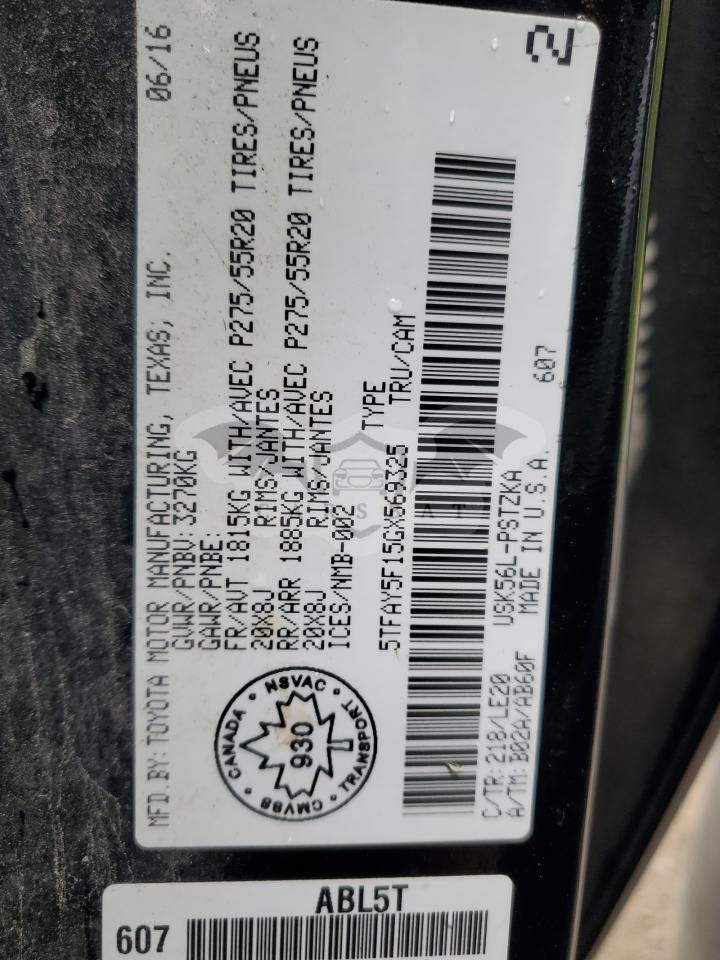 MFD.BY: TOYOTA MOTOR MANUFACTURING, TEXAS, INC. 06/16
GVWR/PNBV: 3270KG
GAWR/PNBE:
FR/AVT 1815KG WITH/AVEC P275/55R20 TIRES/PNEUS
20X8J RIMS/JANTES
RR/ARR 1885KG WITH/AVEC P275/55R20 TIRES/PNEUS
20X8J RIMS/JANTES
ICES/NMB-002
5TFAY5F15GX569325 TYPE TRU/CAM
C/TR: 218/LE20 USK56L-PSTZKA 607
A/TM: B02A/AB60F MADE IN U.S.A.
2
CANADA • NSVAC • TRANSPORT • CMVSS
930
ABL5T
607